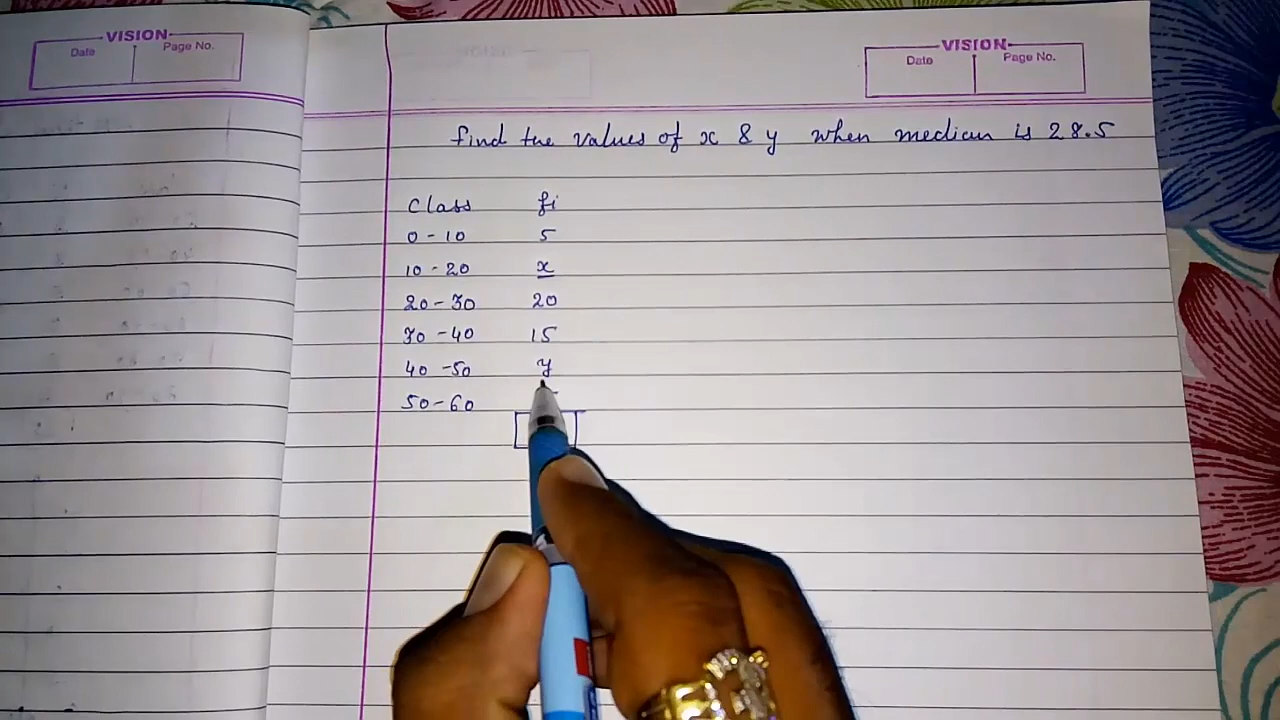 VISION
Date Page No.
VISION
Date Page No.
find the values of x & y when median is 28.5
Class fi
0-10 5
10-20 x
20-30 20
30-40 15
40-50 y
50-60